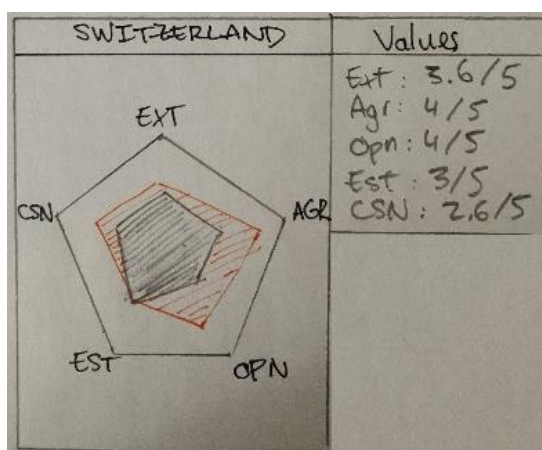 SWITZERLAND
Values
Ext: 3.6/5
Agr: 4/5
Opn: 4/5
Est: 3/5
CSN: 2.6/5
EXT
CSN
AGR
EST
OPN